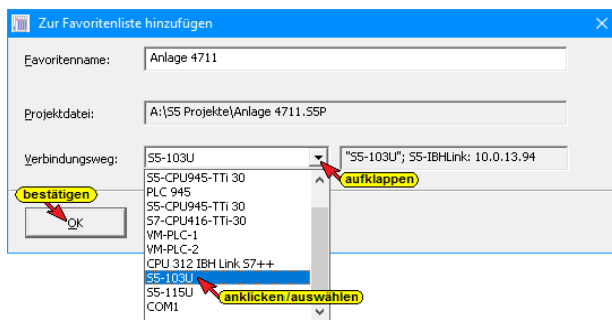 Zur Favoritenliste hinzufügen
Favoritenname: Anlage 4711
Projektdatei: A:\S5 Projekte\Anlage 4711.S5P
Verbindungsweg: S5-103U "S5-103U"; S5-IBHLink: 10.0.13.94
aufklappen
S5-CPU945-TTi 30
PLC 945
S5-CPU945-TTi 30
S7-CPU416-TTi-30
VM-PLC-1
VM-PLC-2
CPU 312 IBH Link S7++
S5-103U
S5-115U
COM1
bestätigen
OK
anklicken/auswählen